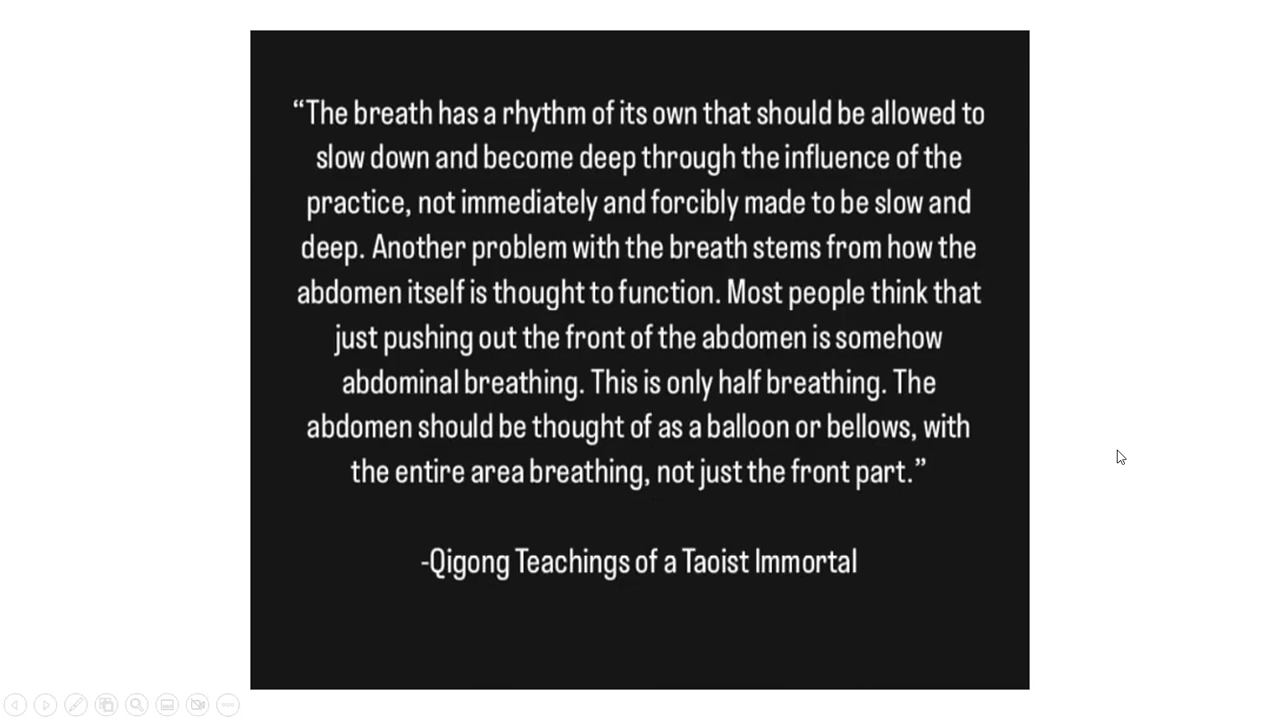 “The breath has a rhythm of its own that should be allowed to
slow down and become deep through the influence of the
practice, not immediately and forcibly made to be slow and
deep. Another problem with the breath stems from how the
abdomen itself is thought to function. Most people think that
just pushing out the front of the abdomen is somehow
abdominal breathing. This is only half breathing. The
abdomen should be thought of as a balloon or bellows, with
the entire area breathing, not just the front part.”
-Qigong Teachings of a Taoist Immortal